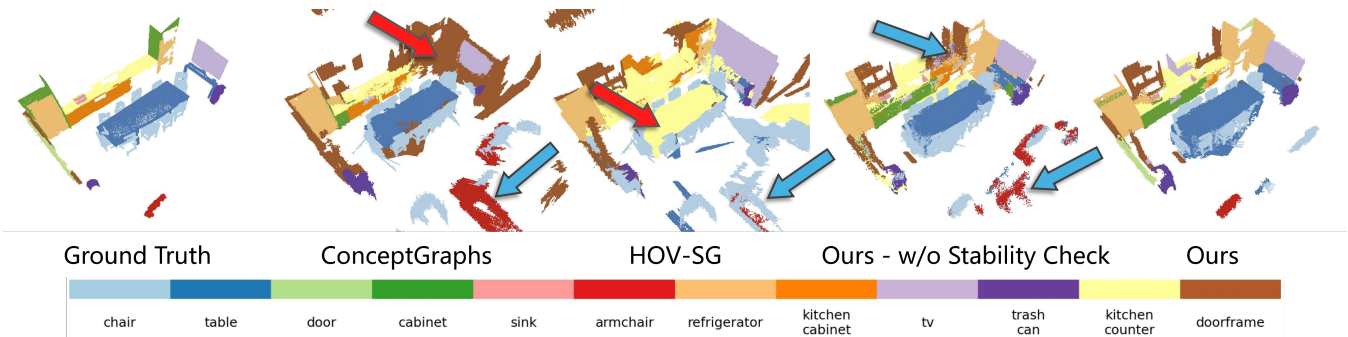 Ground Truth ConceptGraphs HOV-SG Ours - w/o Stability Check Ours
chair table door cabinet sink armchair refrigerator kitchen cabinet tv trash can kitchen counter doorframe